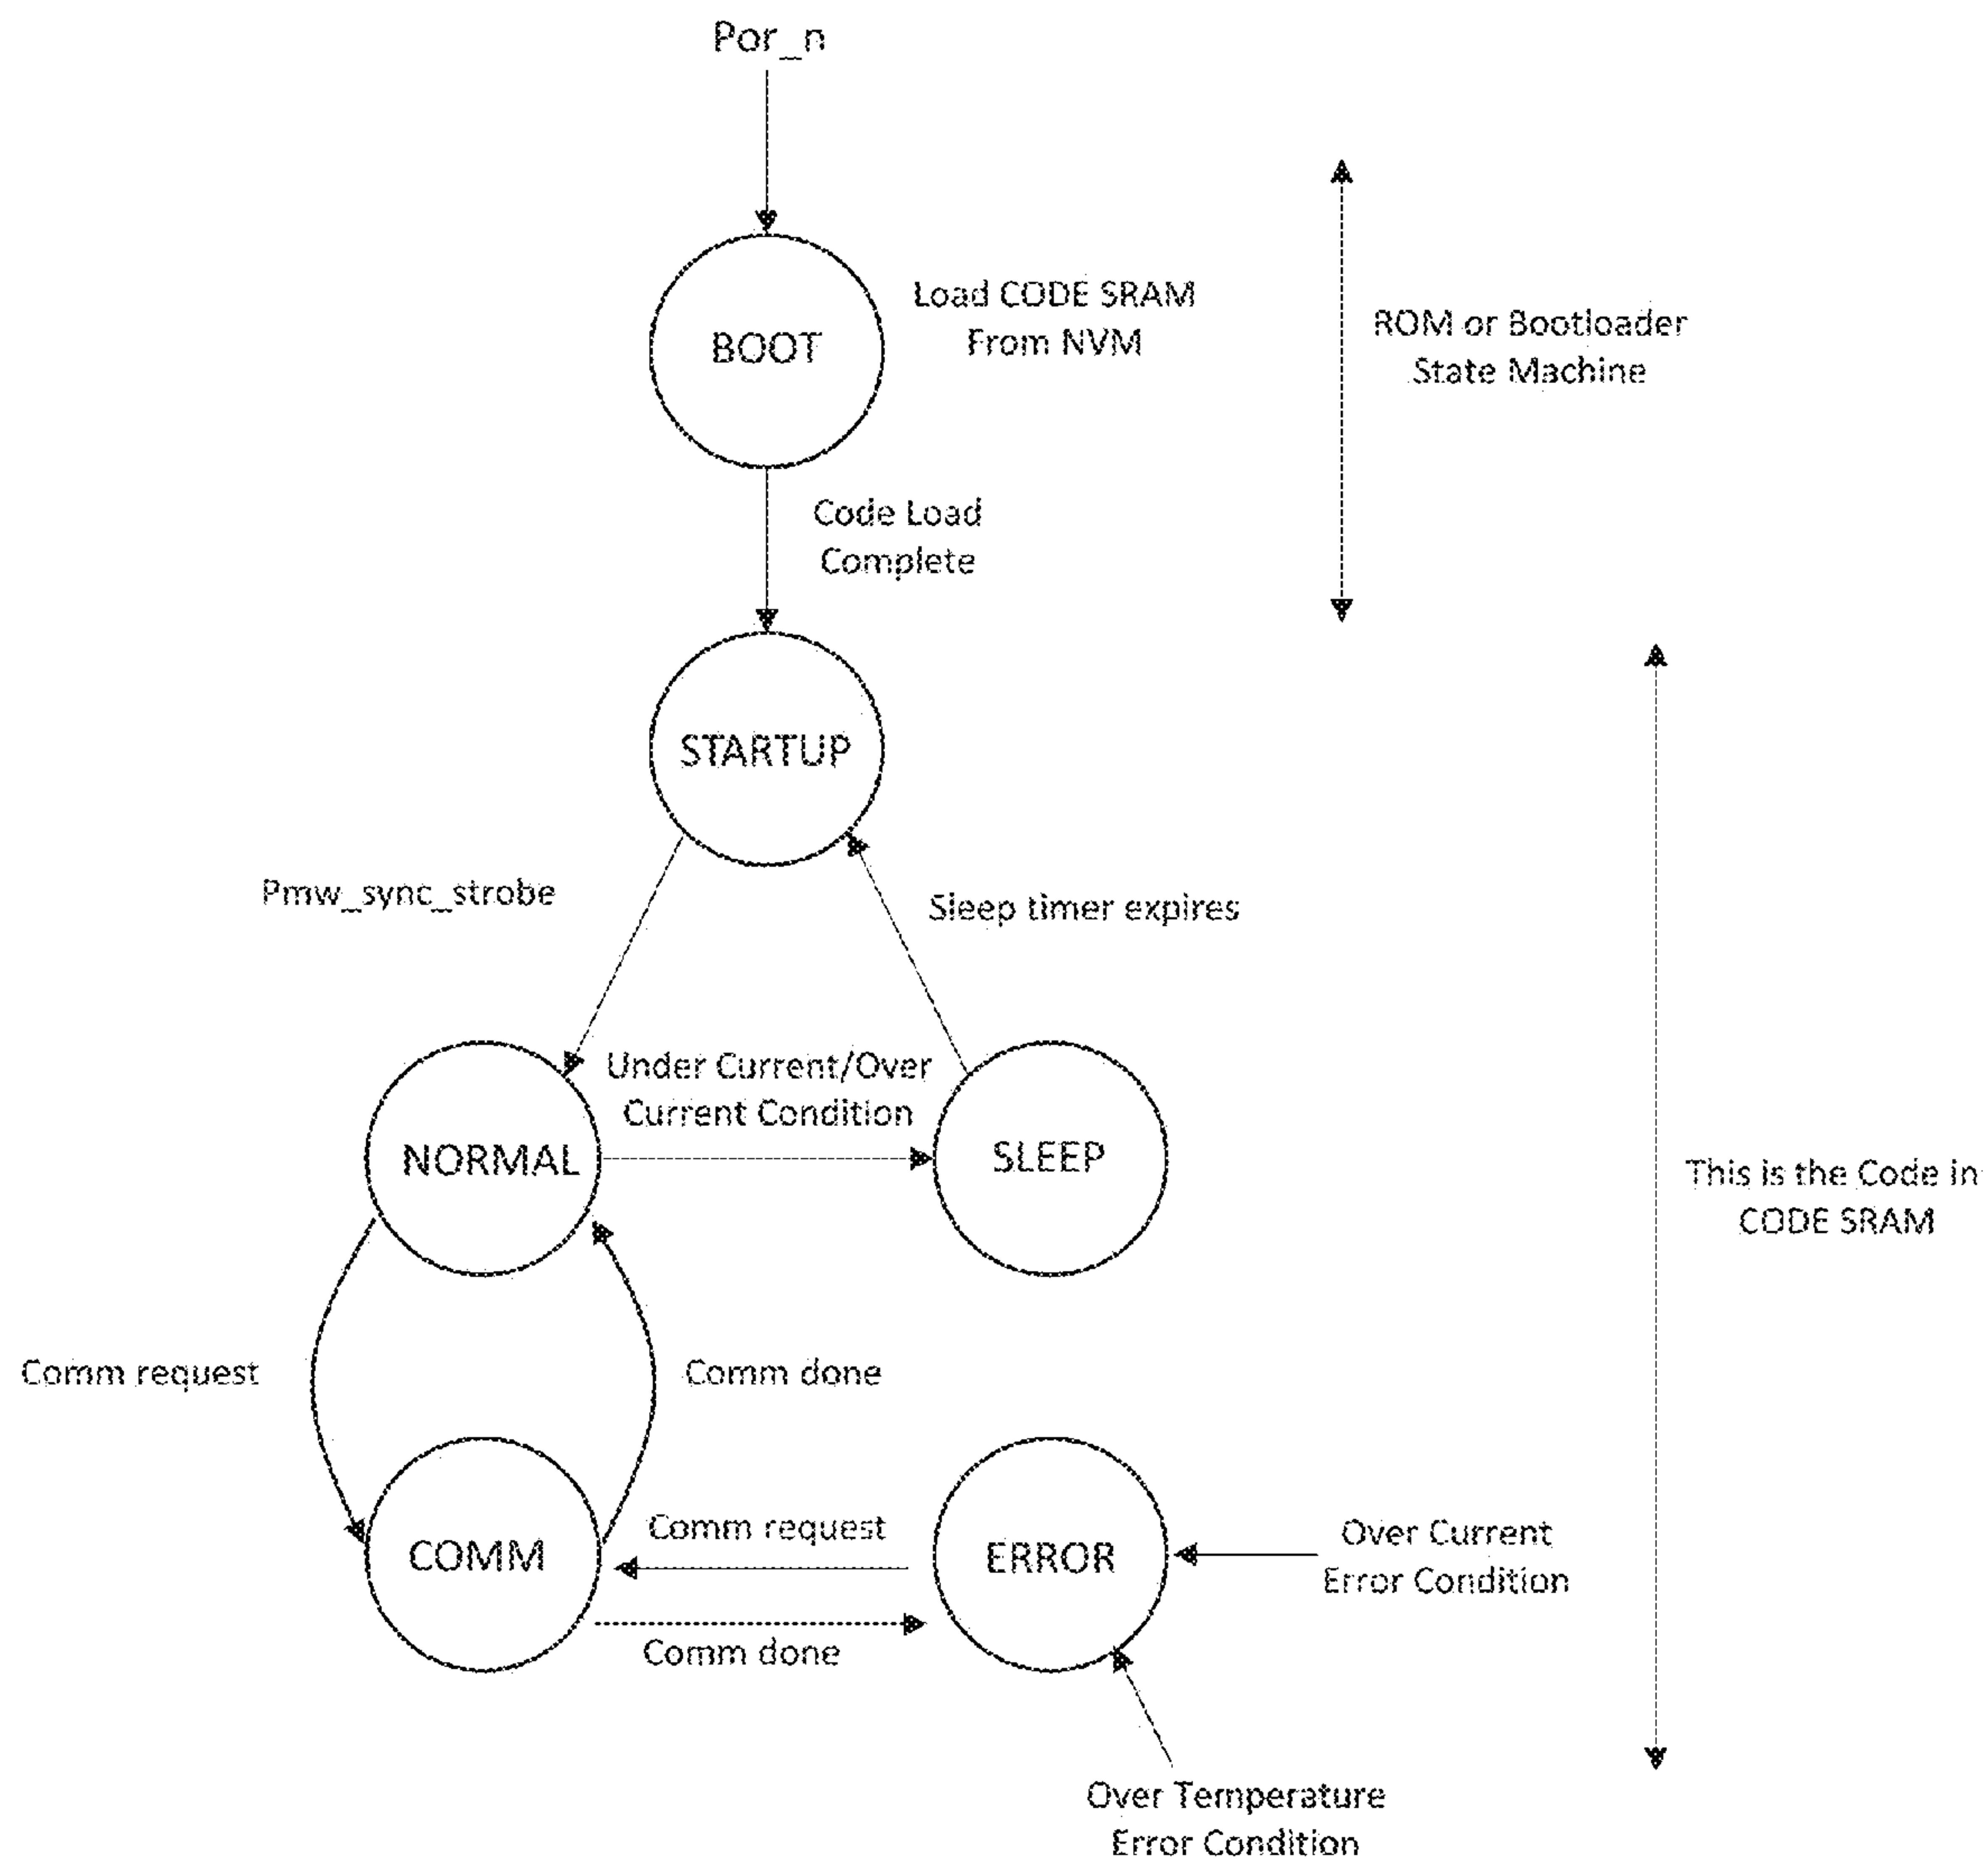 Por_n
BOOT
Load CODE SRAM
From NVM
ROM or Bootloader
State Machine
Code Load
Complete
STARTUP
Pmw_sync_strobe
Sleep timer expires
Under Current/Over
Current Condition
NORMAL
SLEEP
This is the Code in
CODE SRAM
Comm request
Comm done
COMM
Comm request
Comm done
ERROR
Over Current
Error Condition
Over Temperature
Error Condition